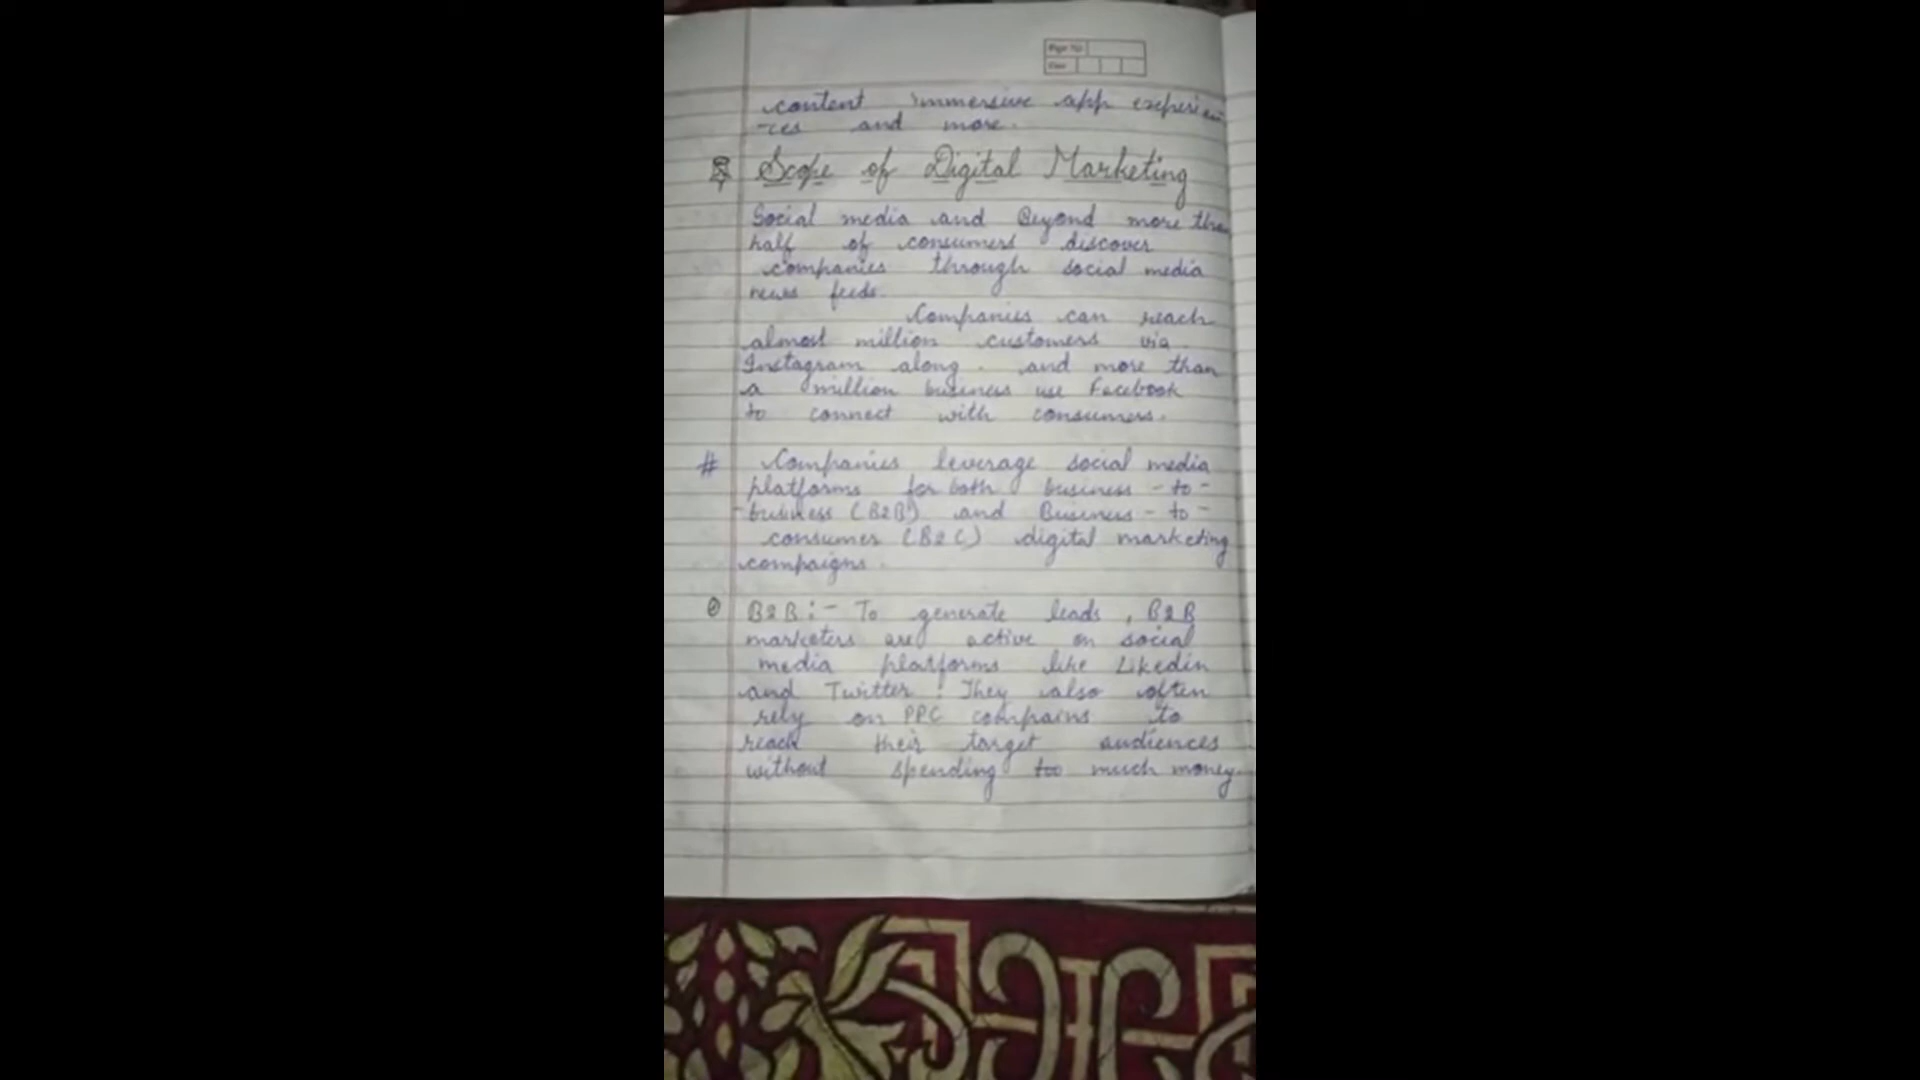 Page No.
Date
content immersive app experien
-ces and more.
Scope of Digital Marketing
Social media and Beyond more than
half of consumers discover
companies through social media
news feeds.
Companies can reach
almost million customers via
Instagram along. and more than
a million business use Facebook
to connect with consumers.
# Companies leverage social media
platforms for both business - to -
- business (B2B) and Business - to -
consumer (B2C) digital marketing
compaigns.
B2B :- To generate leads, B2B
marketers are active on social
media platforms like Likedin
and Twitter. They also often
rely on PPC compains to
reach their target audiences
without spending too much money.